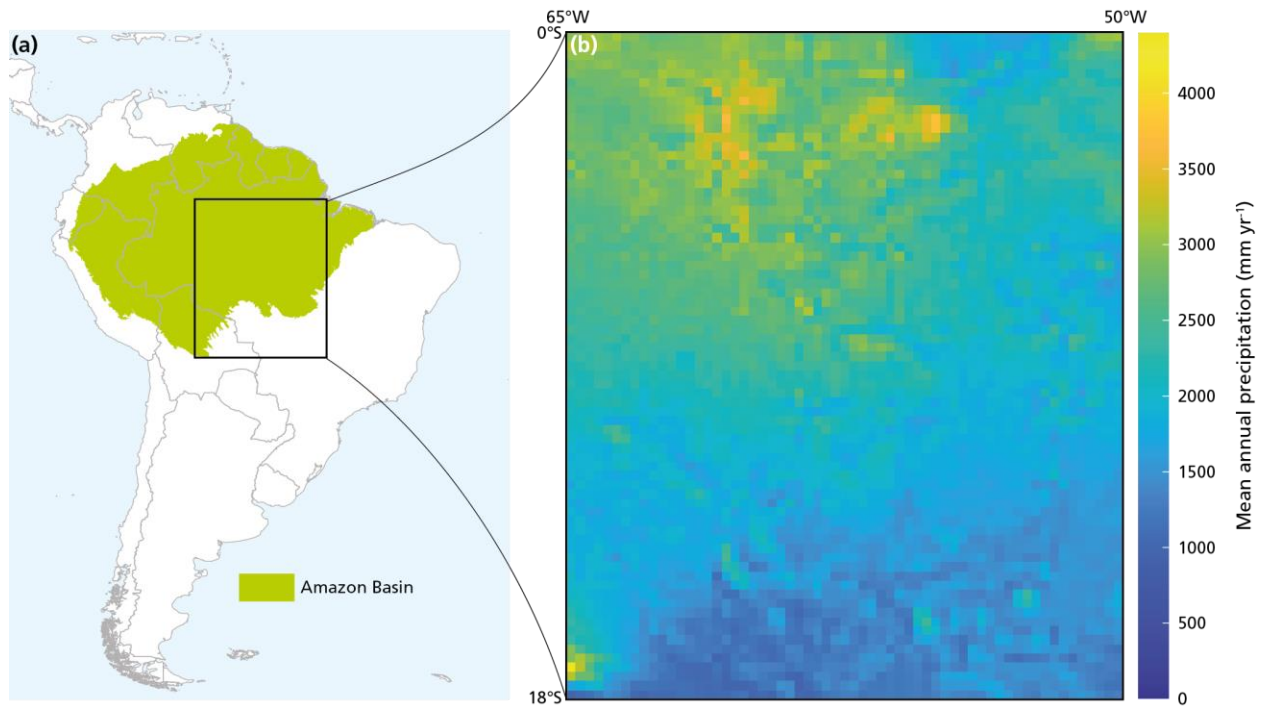 (a)
Amazon Basin
65°W
50°W
0°S
(b)
18°S
4000
3500
3000
2500
2000
1500
1000
500
0
Mean annual precipitation (mm yr⁻¹)